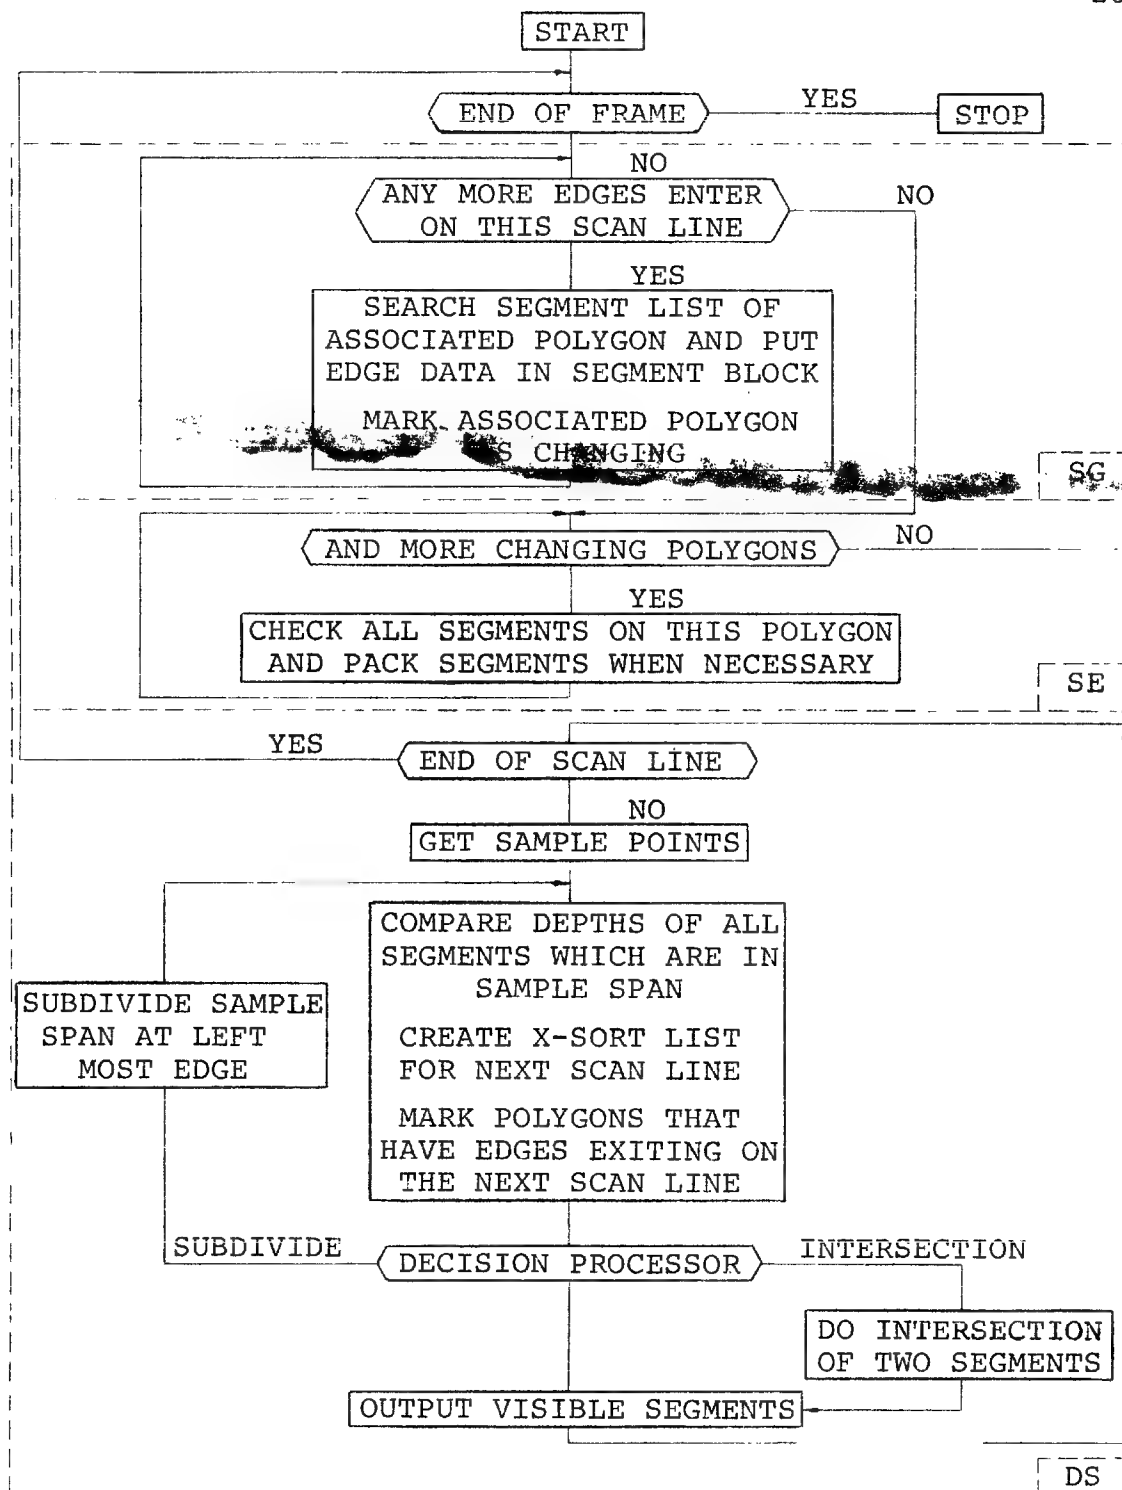 START
END OF FRAME
YES
STOP
NO
ANY MORE EDGES ENTER
ON THIS SCAN LINE
NO
YES
SEARCH SEGMENT LIST OF
ASSOCIATED POLYGON AND PUT
EDGE DATA IN SEGMENT BLOCK
MARK ASSOCIATED POLYGON
CHANGING
SG
AND MORE CHANGING POLYGONS
NO
YES
CHECK ALL SEGMENTS ON THIS POLYGON
AND PACK SEGMENTS WHEN NECESSARY
SE
YES
END OF SCAN LINE
NO
GET SAMPLE POINTS
COMPARE DEPTHS OF ALL
SEGMENTS WHICH ARE IN
SAMPLE SPAN
CREATE X-SORT LIST
FOR NEXT SCAN LINE
MARK POLYGONS THAT
HAVE EDGES EXITING ON
THE NEXT SCAN LINE
SUBDIVIDE SAMPLE
SPAN AT LEFT
MOST EDGE
SUBDIVIDE
DECISION PROCESSOR
INTERSECTION
DO INTERSECTION
OF TWO SEGMENTS
OUTPUT VISIBLE SEGMENTS
DS